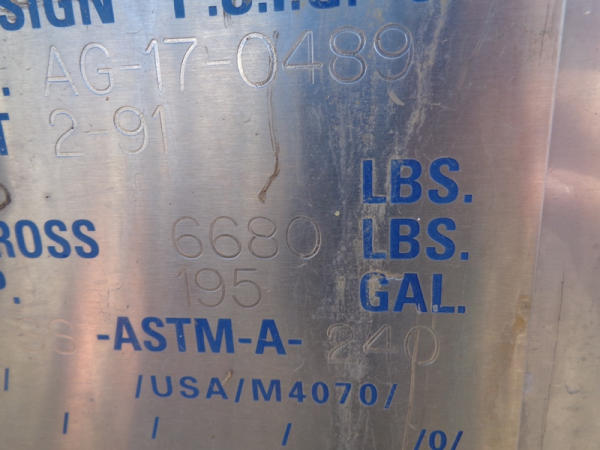 SIGN P.S.I.G.
. AG-17-0489
T 2-91
LBS.
ROSS 6680 LBS.
P. 195 GAL.
S -ASTM-A- 240
/ /USA/M4070/
/ / / /0/